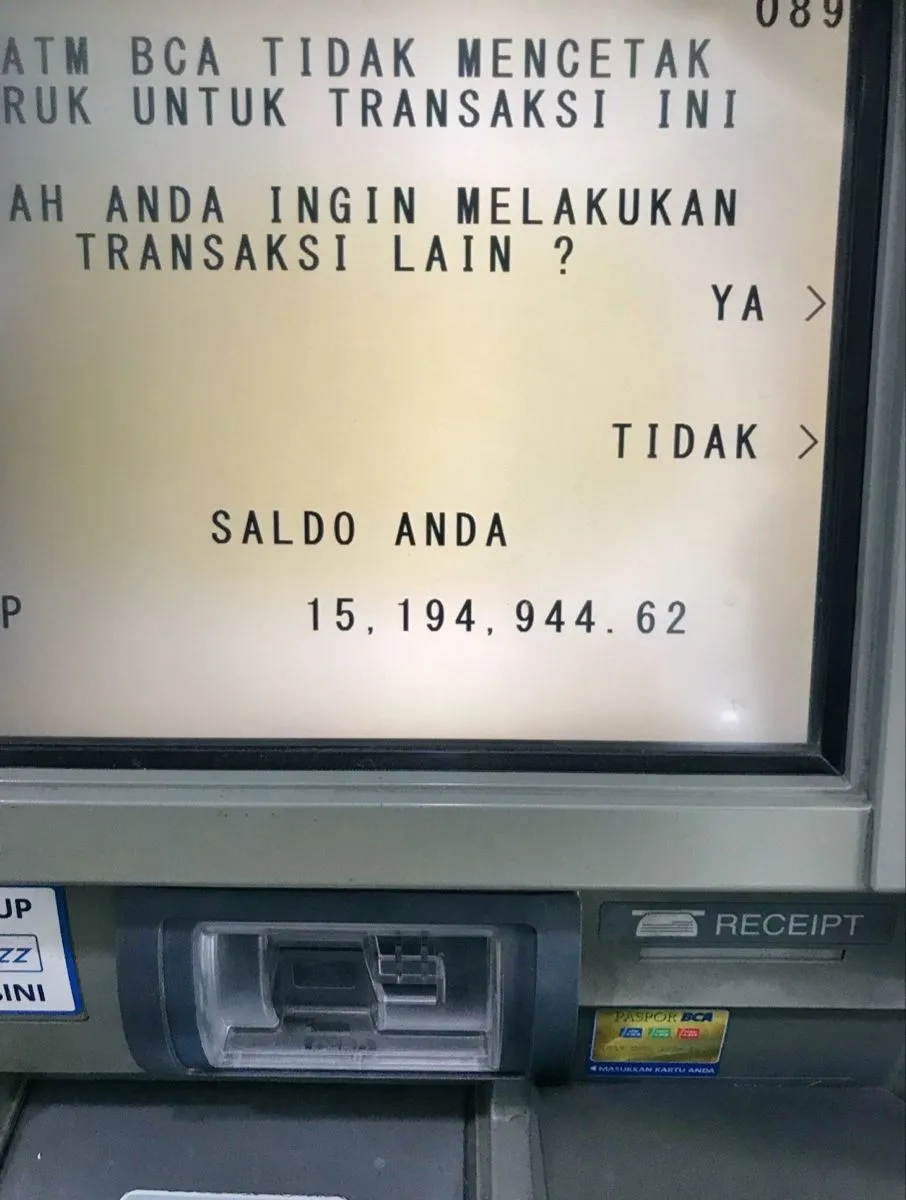 089
ATM BCA TIDAK MENCETAK
RUK UNTUK TRANSAKSI INI
AH ANDA INGIN MELAKUKAN
TRANSAKSI LAIN ?
YA >
TIDAK >
SALDO ANDA
P 15,194,944.62
UP
ZZ
SINI
RECEIPT
PASPOR BCA
MASUKKAN KARTU ANDA